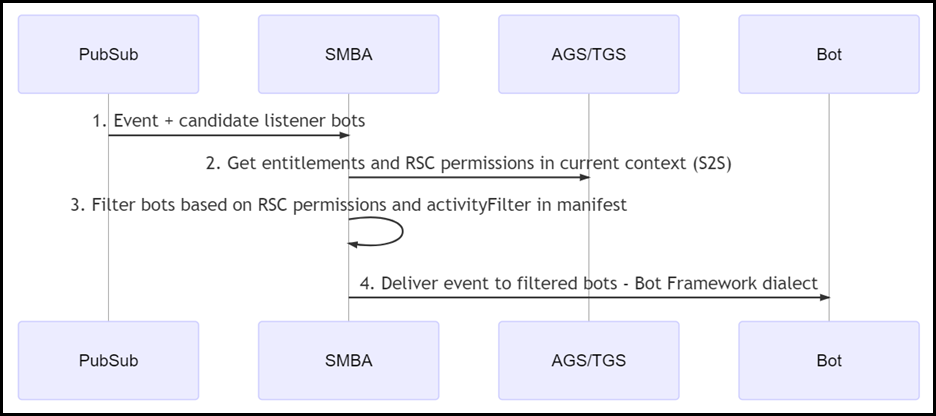 PubSub
SMBA
AGS/TGS
Bot
1. Event + candidate listener bots
2. Get entitlements and RSC permissions in current context (S2S)
3. Filter bots based on RSC permissions and activityFilter in manifest
4. Deliver event to filtered bots - Bot Framework dialect
PubSub
SMBA
AGS/TGS
Bot